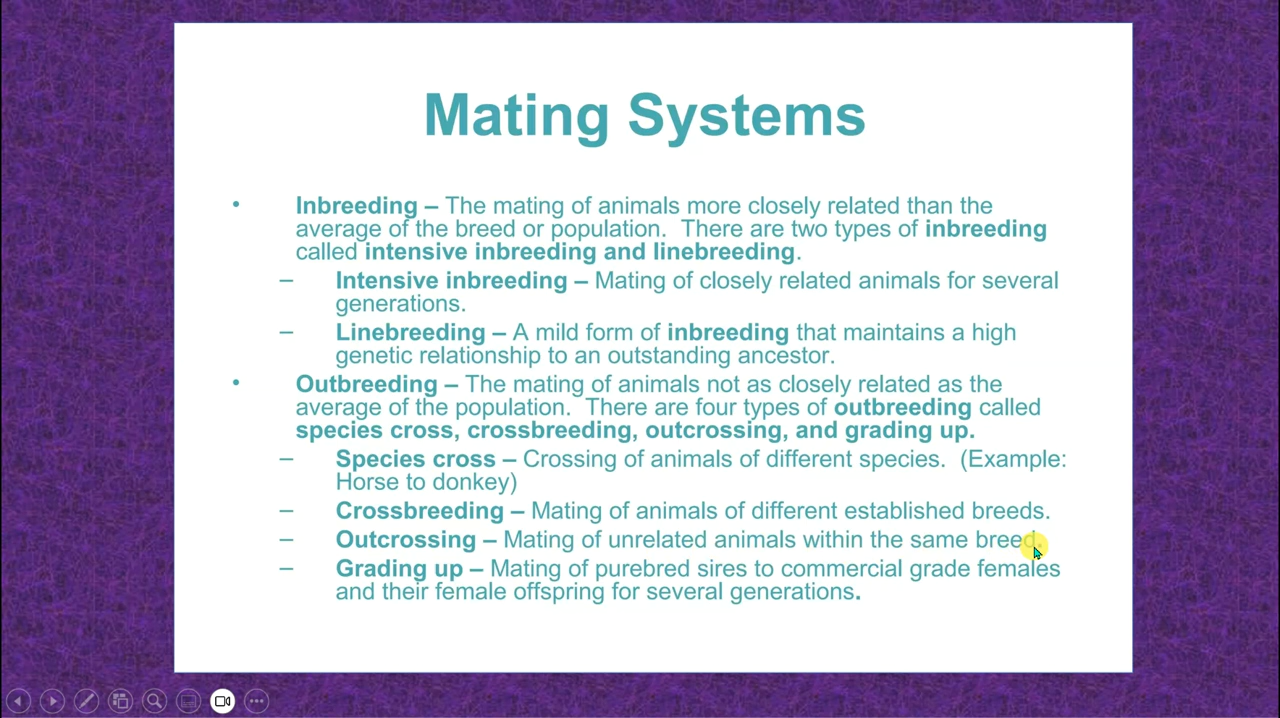 Mating Systems
• Inbreeding – The mating of animals more closely related than the
average of the breed or population.  There are two types of inbreeding
called intensive inbreeding and linebreeding.
– Intensive inbreeding – Mating of closely related animals for several
generations.
– Linebreeding – A mild form of inbreeding that maintains a high
genetic relationship to an outstanding ancestor.
• Outbreeding – The mating of animals not as closely related as the
average of the population.  There are four types of outbreeding called
species cross, crossbreeding, outcrossing, and grading up.
– Species cross – Crossing of animals of different species.  (Example:
Horse to donkey)
– Crossbreeding – Mating of animals of different established breeds.
– Outcrossing – Mating of unrelated animals within the same breed.
– Grading up – Mating of purebred sires to commercial grade females
and their female offspring for several generations.